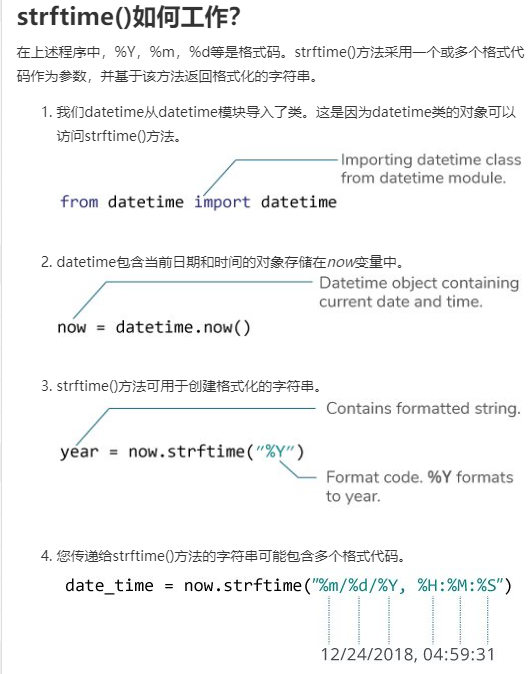 strftime()如何工作？
在上述程序中，%Y，%m，%d等是格式码。strftime()方法采用一个或多个格式代
码作为参数，并基于该方法返回格式化的字符串。
1. 我们datetime从datetime模块导入了类。这是因为datetime类的对象可以
访问strftime()方法。
Importing datetime class
from datetime module.
from datetime import datetime
2. datetime包含当前日期和时间的对象存储在now变量中。
Datetime object containing
current date and time.
now = datetime.now()
3. strftime()方法可用于创建格式化的字符串。
Contains formatted string.
year = now.strftime("%Y")
Format code. %Y formats
to year.
4. 您传递给strftime()方法的字符串可能包含多个格式代码。
date_time = now.strftime("%m/%d/%Y, %H:%M:%S")
12/24/2018, 04:59:31